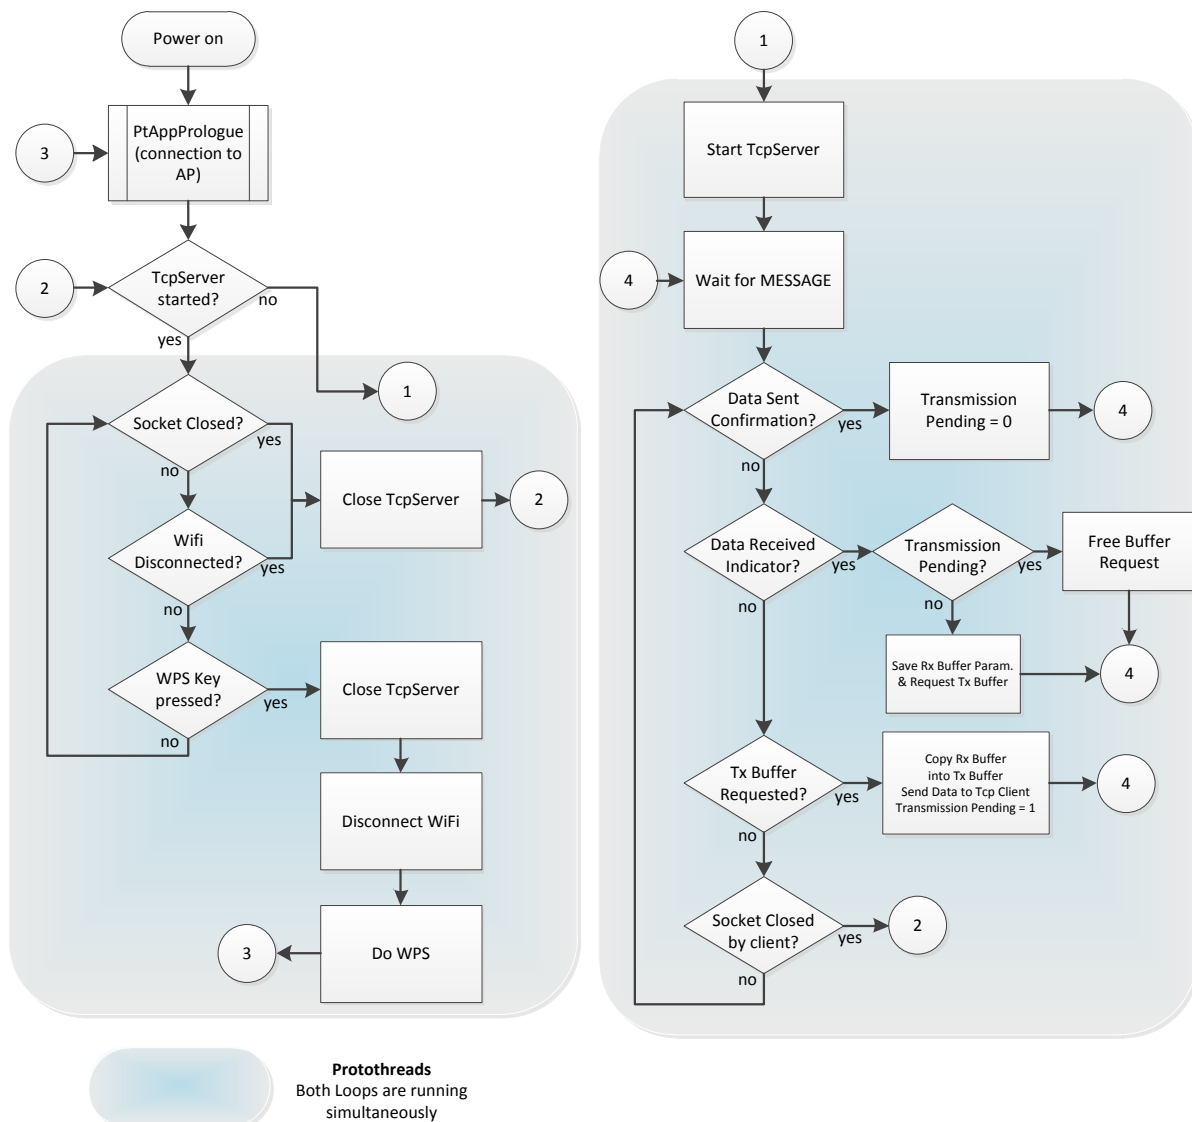 Power on
PtAppPrologue
(connection to
AP)
3
TcpServer
started?
2
no
yes
1
Socket Closed?
yes
no
Close TcpServer
2
Wifi
Disconnected?
yes
no
WPS Key
pressed?
yes
no
Close TcpServer
Disconnect WiFi
Do WPS
3
1
Start TcpServer
4
Wait for MESSAGE
Data Sent
Confirmation?
yes
no
Transmission
Pending = 0
4
Data Received
Indicator?
yes
no
Transmission
Pending?
yes
no
Free Buffer
Request
Save Rx Buffer Param.
& Request Tx Buffer
4
Tx Buffer
Requested?
yes
no
Copy Rx Buffer
into Tx Buffer
Send Data to Tcp Client
Transmission Pending = 1
4
Socket Closed
by client?
yes
no
2
Protothreads
Both Loops are running
simultaneously